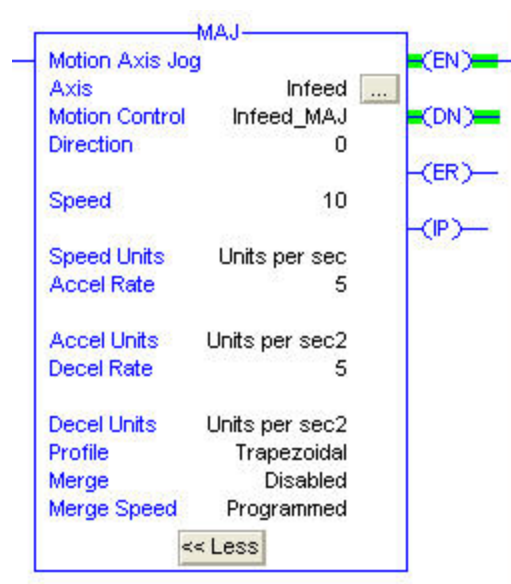 MAJ
Motion Axis Jog (EN)
Axis Infeed ...
Motion Control Infeed_MAJ (DN)
Direction 0
(ER)
Speed 10
(IP)
Speed Units Units per sec
Accel Rate 5
Accel Units Units per sec2
Decel Rate 5
Decel Units Units per sec2
Profile Trapezoidal
Merge Disabled
Merge Speed Programmed
<< Less